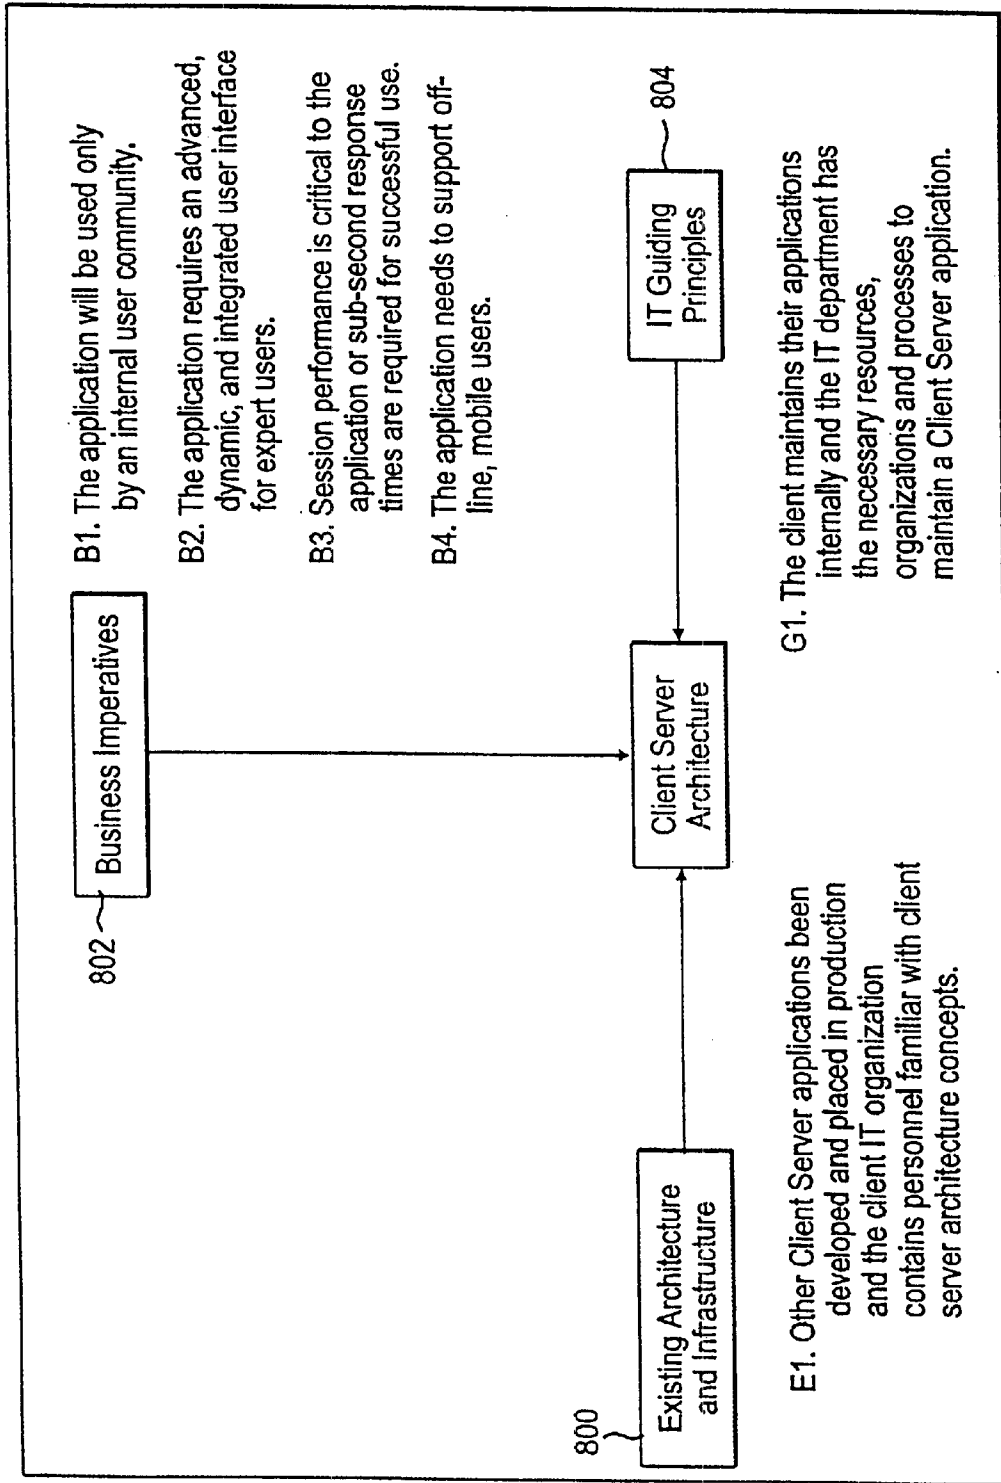 802
Business Imperatives
B1. The application will be used only
by an internal user community.
B2. The application requires an advanced,
dynamic, and integrated user interface
for expert users.
B3. Session performance is critical to the
application or sub-second response
times are required for successful use.
B4. The application needs to support off-
line, mobile users.
800
Existing Architecture
and Infrastructure
Client Server
Architecture
IT Guiding
Principles
804
E1. Other Client Server applications been
developed and placed in production
and the client IT organization
contains personnel familiar with client
server architecture concepts.
G1. The client maintains their applications
internally and the IT department has
the necessary resources,
organizations and processes to
maintain a Client Server application.